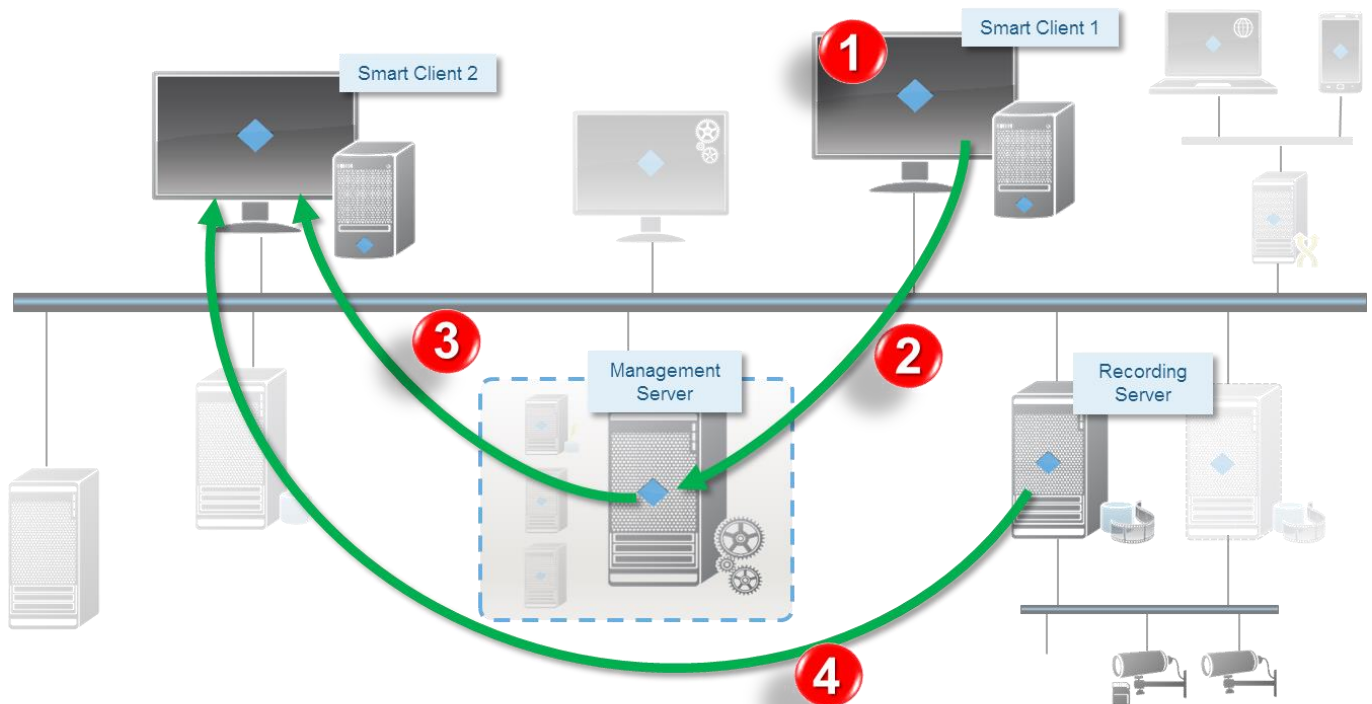 Smart Client 1
1
Smart Client 2
3
2
Management
Server
Recording
Server
4